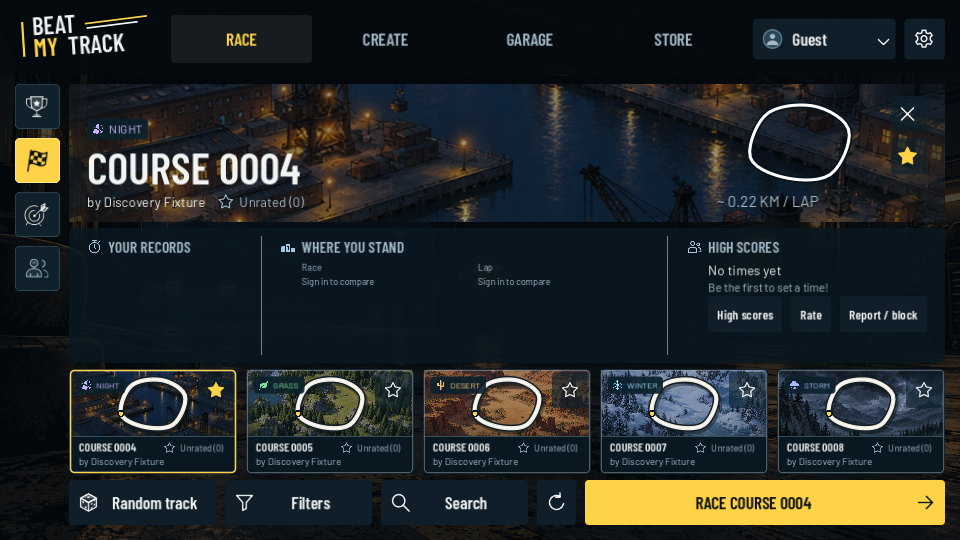 BEAT
MY TRACK
RACE
CREATE
GARAGE
STORE
Guest
NIGHT
COURSE 0004
by Discovery Fixture
Unrated (0)
~ 0.22 KM / LAP
YOUR RECORDS
WHERE YOU STAND
Race
Sign in to compare
Lap
Sign in to compare
HIGH SCORES
No times yet
Be the first to set a time!
High scores
Rate
Report / block
NIGHT
COURSE 0004
Unrated (0)
by Discovery Fixture
GRASS
COURSE 0005
Unrated (0)
by Discovery Fixture
DESERT
COURSE 0006
Unrated (0)
by Discovery Fixture
WINTER
COURSE 0007
Unrated (0)
by Discovery Fixture
STORM
COURSE 0008
Unrated (0)
by Discovery Fixture
Random track
Filters
Search
RACE COURSE 0004